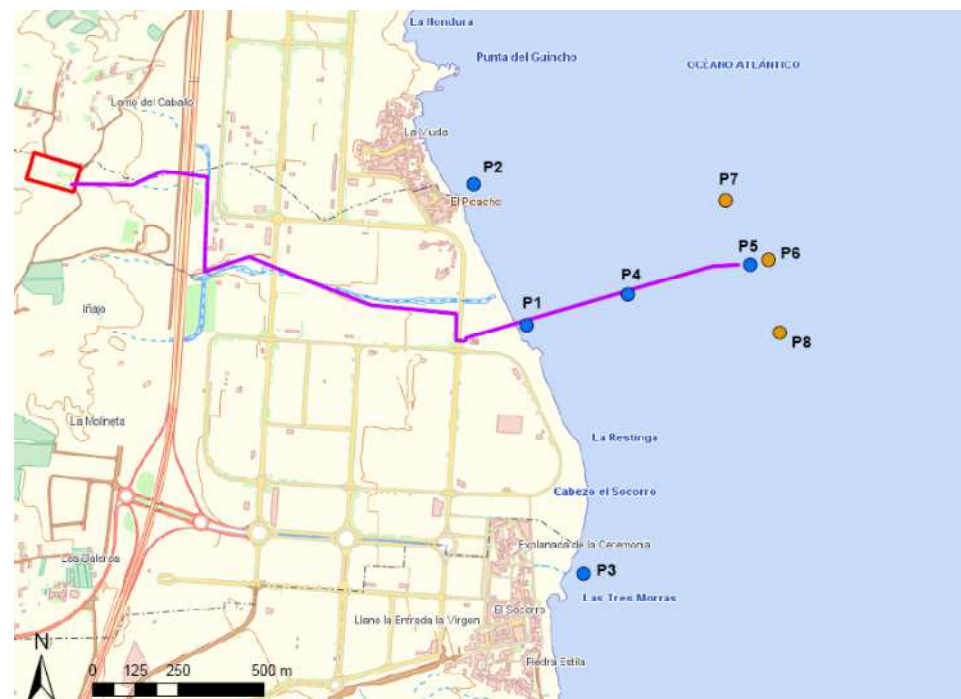 La Hondura
Punta del Guincho
OCÉANO ATLÁNTICO
Lomo del Caballo
La Viuda
P2
P7
El Picacho
P5
P6
P4
P1
Iñajo
P8
La Molineta
La Restinga
Cabezo el Socorro
Explanada de la Ceremonia
P3
Las Tres Morras
El Socorro
Llano la Entrada la Virgen
N
0 125 250 500 m
Piedra Estila